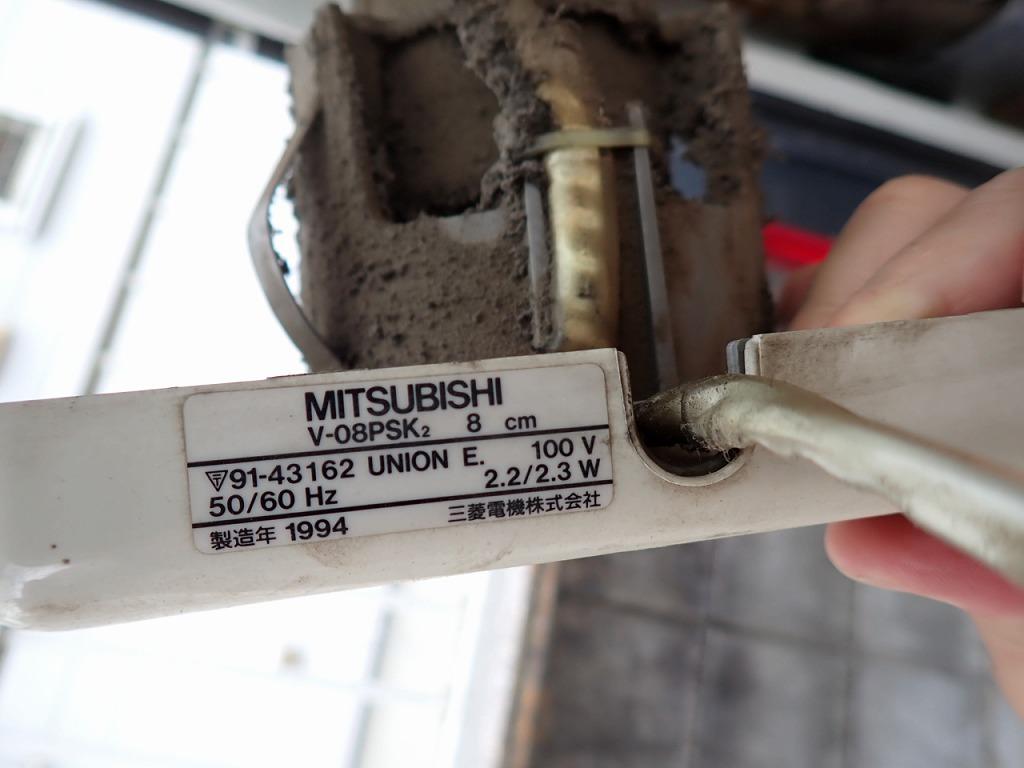 MITSUBISHI
V-08PSK₂ 8 cm
91-43162 UNION E. 100 V
50/60 Hz 2.2/2.3 W
製造年 1994 三菱電機株式会社